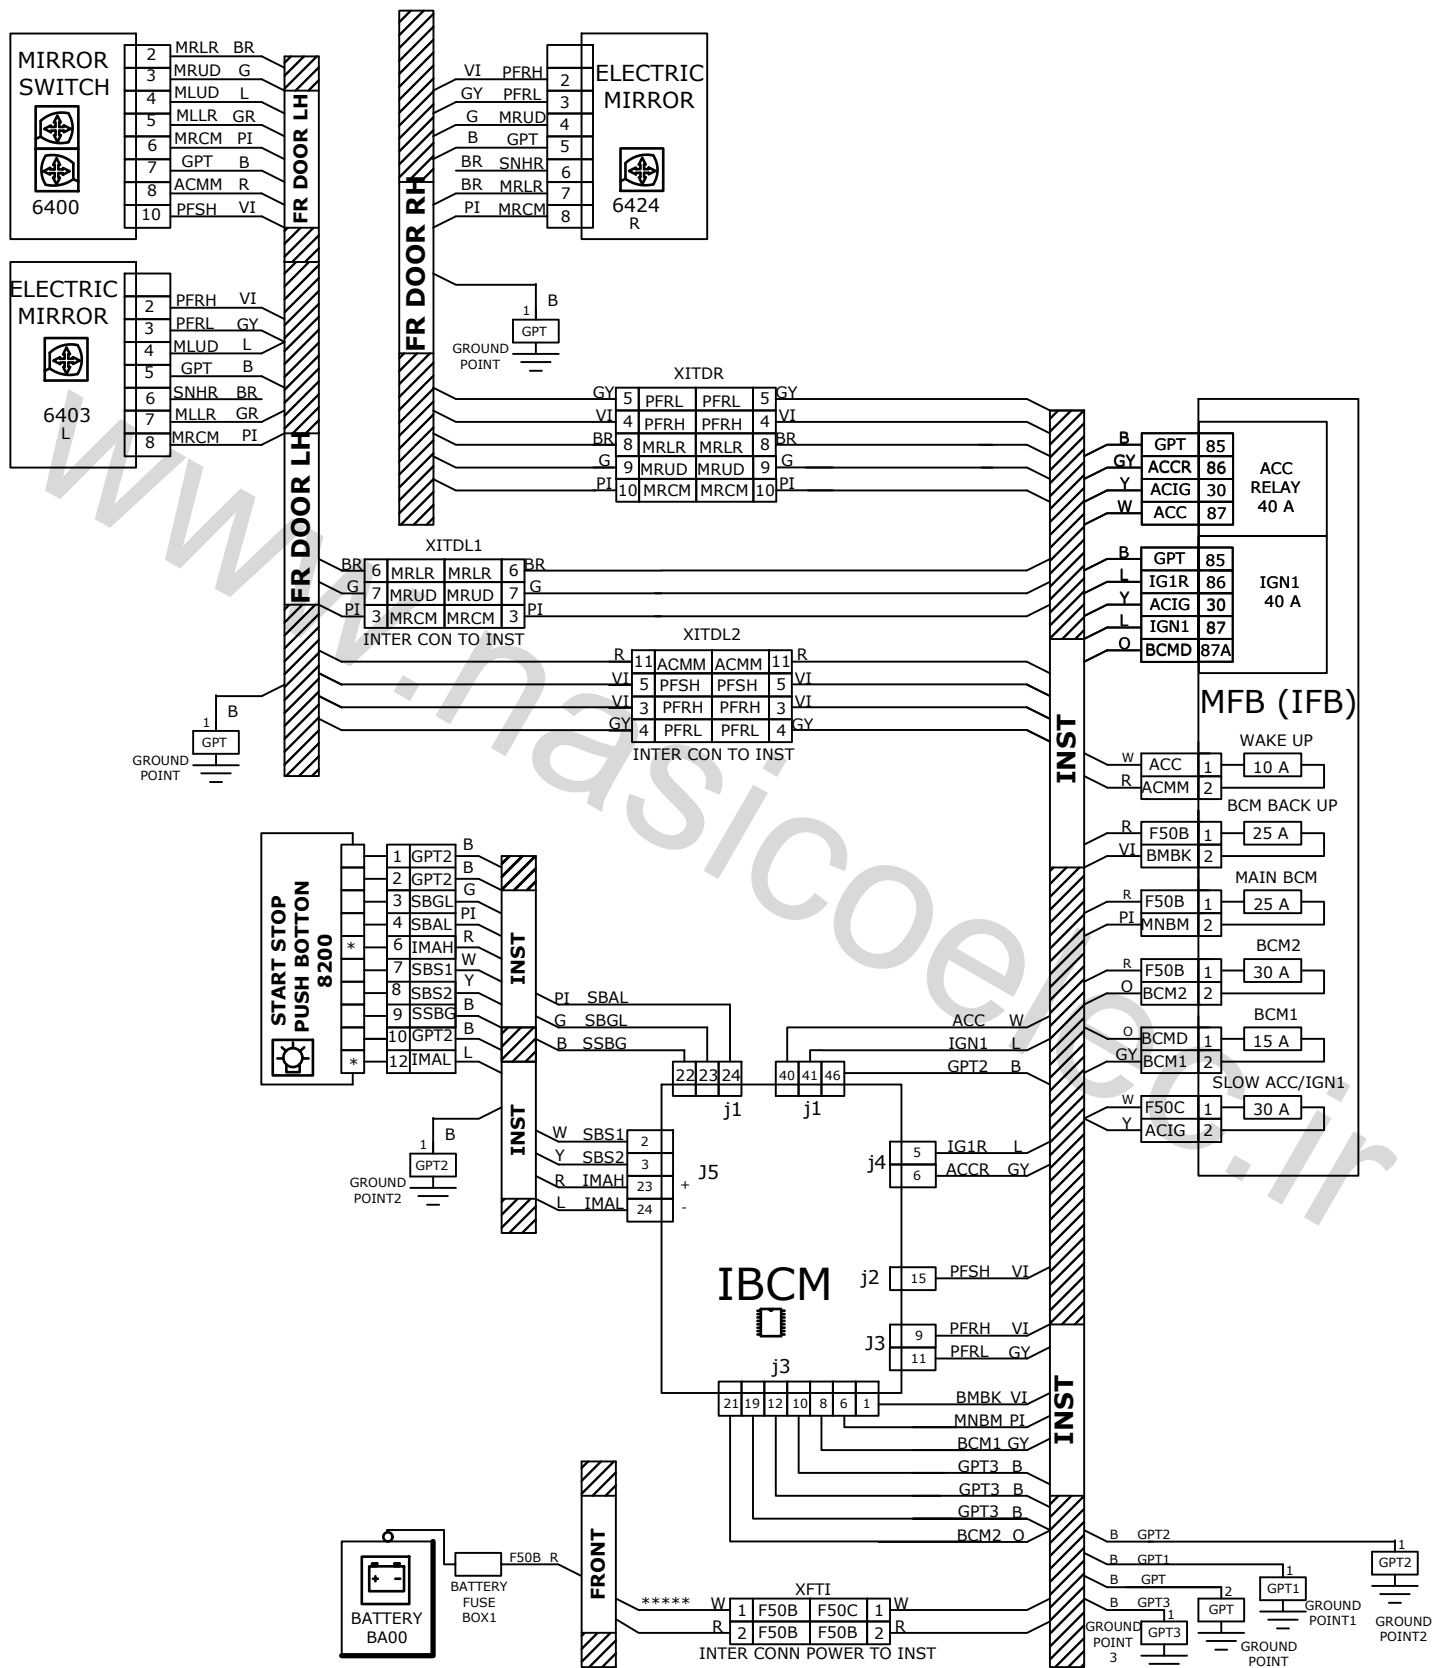 MIRROR
SWITCH
6400
2 MRLR BR
3 MRUD G
4 MLUD L
5 MLLR GR
6 MRCM PI
7 GPT B
8 ACMM R
10 PFSH VI
FR DOOR LH
ELECTRIC
MIRROR
6403
L
2 PFRH VI
3 PFRL GY
4 MLUD L
5 GPT B
6 SNHR BR
7 MLLR GR
8 MRCM PI
FR DOOR LH
1 B
GPT
GROUND
POINT
FR DOOR RH
VI PFRH 2
GY PFRL 3
G MRUD 4
B GPT 5
BR SNHR 6
BR MRLR 7
PI MRCM 8
ELECTRIC
MIRROR
6424
R
1 B
GPT
GROUND
POINT
XITDR
GY 5 PFRL PFRL 5 GY
VI 4 PFRH PFRH 4 VI
BR 8 MRLR MRLR 8 BR
G 9 MRUD MRUD 9 G
PI 10 MRCM MRCM 10 PI
XITDL1
BR 6 MRLR MRLR 6 BR
G 7 MRUD MRUD 7 G
PI 3 MRCM MRCM 3 PI
INTER CON TO INST
XITDL2
R 11 ACMM ACMM 11 R
VI 5 PFSH PFSH 5 VI
VI 3 PFRH PFRH 3 VI
GY 4 PFRL PFRL 4 GY
INTER CON TO INST
INST
B GPT 85
GY ACCR 86
Y ACIG 30
W ACC 87
ACC
RELAY
40 A
B GPT 85
L IG1R 86
Y ACIG 30
L IGN1 87
O BCMD 87A
IGN1
40 A
MFB (IFB)
WAKE UP
W ACC 1 10 A
R ACMM 2
BCM BACK UP
R F50B 1 25 A
VI BMBK 2
MAIN BCM
R F50B 1 25 A
PI MNBM 2
BCM2
R F50B 1 30 A
O BCM2 2
BCM1
O BCMD 1 15 A
GY BCM1 2
SLOW ACC/IGN1
W F50C 1 30 A
Y ACIG 2
START STOP
PUSH BOTTON
8200
1 GPT2 B
2 GPT2 B
3 SBGL G
4 SBAL PI
* 6 IMAH R
7 SBS1 W
8 SBS2 Y
9 SSBG B
10 GPT2 B
* 12 IMAL L
INST
INST
1 B
GPT2
GROUND
POINT2
PI SBAL
G SBGL
B SSBG
22 23 24
j1
40 41 46
j1
ACC W
IGN1 L
GPT2 B
W SBS1 2
Y SBS2 3
R IMAH 23 +
L IMAL 24 -
J5
j4
5 IG1R L
6 ACCR GY
IBCM
j2
15 PFSH VI
J3
9 PFRH VI
11 PFRL GY
j3
21 19 12 10 8 6 1
BMBK VI
MNBM PI
BCM1 GY
GPT3 B
GPT3 B
GPT3 B
BCM2 O
INST
BATTERY
BA00
BATTERY
FUSE
BOX1
F50B R
FRONT
XFTI
***** W 1 F50B F50C 1 W
R 2 F50B F50B 2 R
INTER CONN POWER TO INST
B GPT2
B GPT1
B GPT
B GPT3
1
GPT2
GROUND
POINT2
1
GPT1
GROUND
POINT1
2
GPT
GROUND
POINT
1
GPT3
GROUND
POINT
3
www.nasicoelec.ir